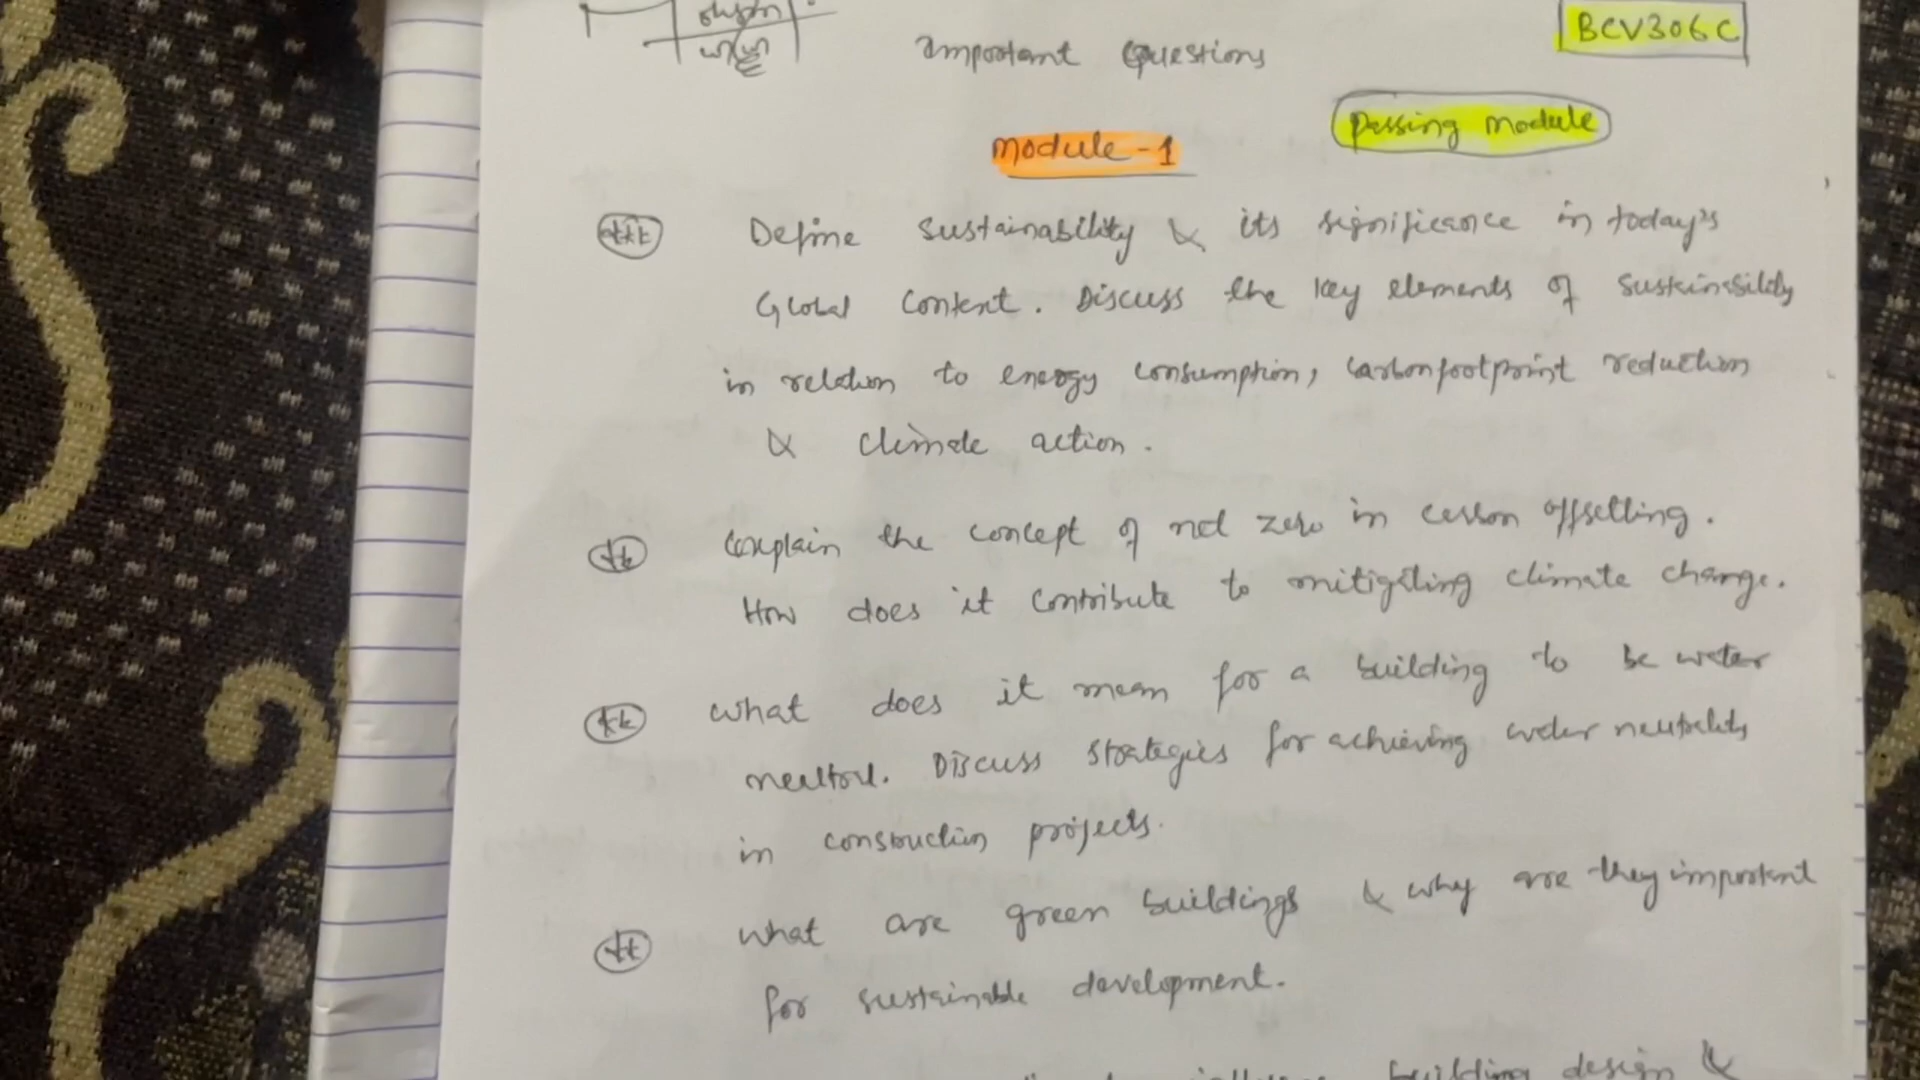 BCV306C
Important Questions
Passing module
Module - 1
*** Define sustainability & its significance in today's
Global context. Discuss the key elements of sustainability
in relation to energy consumption, carbon footprint reduction
& climate action.
** Explain the concept of net zero in carbon offsetting.
How does it contribute to mitigating climate change.
** What does it mean for a building to be water
neutral. Discuss strategies for achieving water neutrality
in construction projects.
** What are green buildings & why are they important
for sustainable development.
building design &